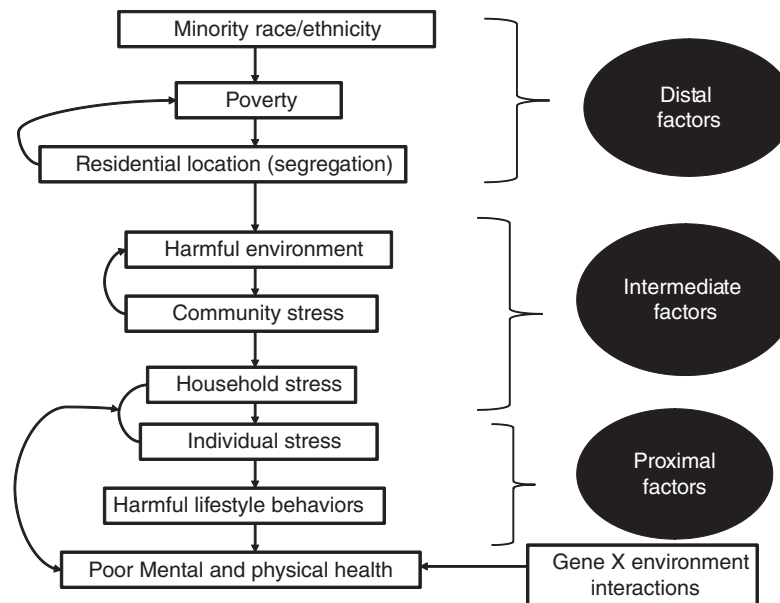 Minority race/ethnicity
Poverty
Residential location (segregation)
Distal
factors
Harmful environment
Community stress
Household stress
Intermediate
factors
Individual stress
Harmful lifestyle behaviors
Poor Mental and physical health
Proximal
factors
Gene X environment
interactions